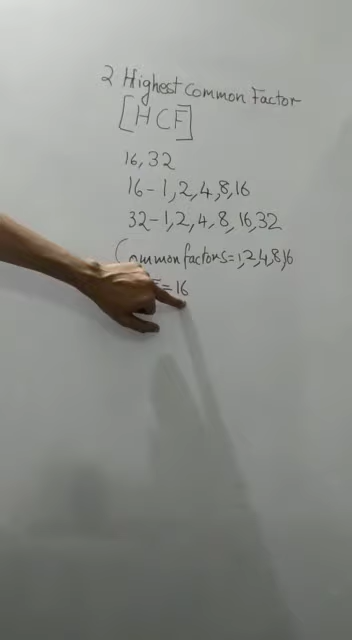 2 Highest Common Factor
[HCF]
16, 32
16 - 1, 2, 4, 8, 16
32 - 1, 2, 4, 8, 16, 32
Common factors = 1, 2, 4, 8, 16
= 16